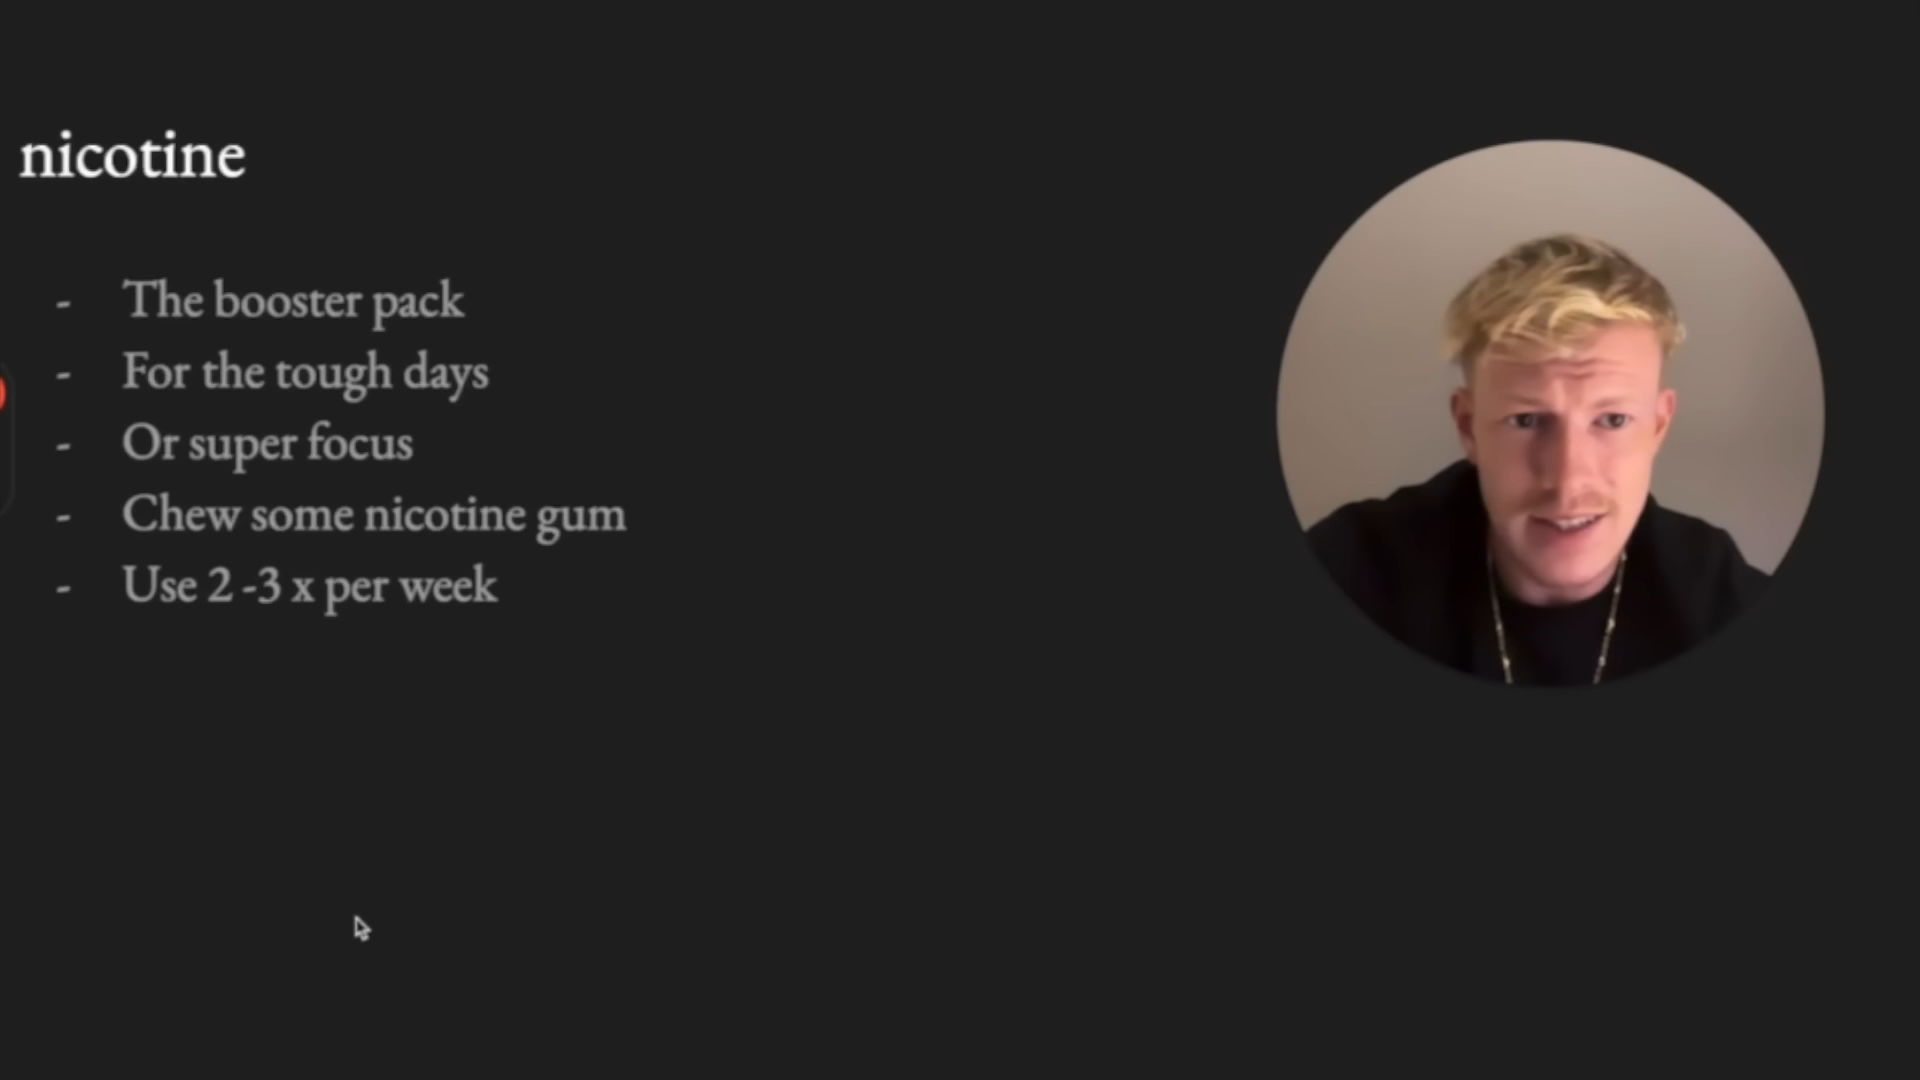 nicotine
- The booster pack
- For the tough days
- Or super focus
- Chew some nicotine gum
- Use 2 -3 x per week